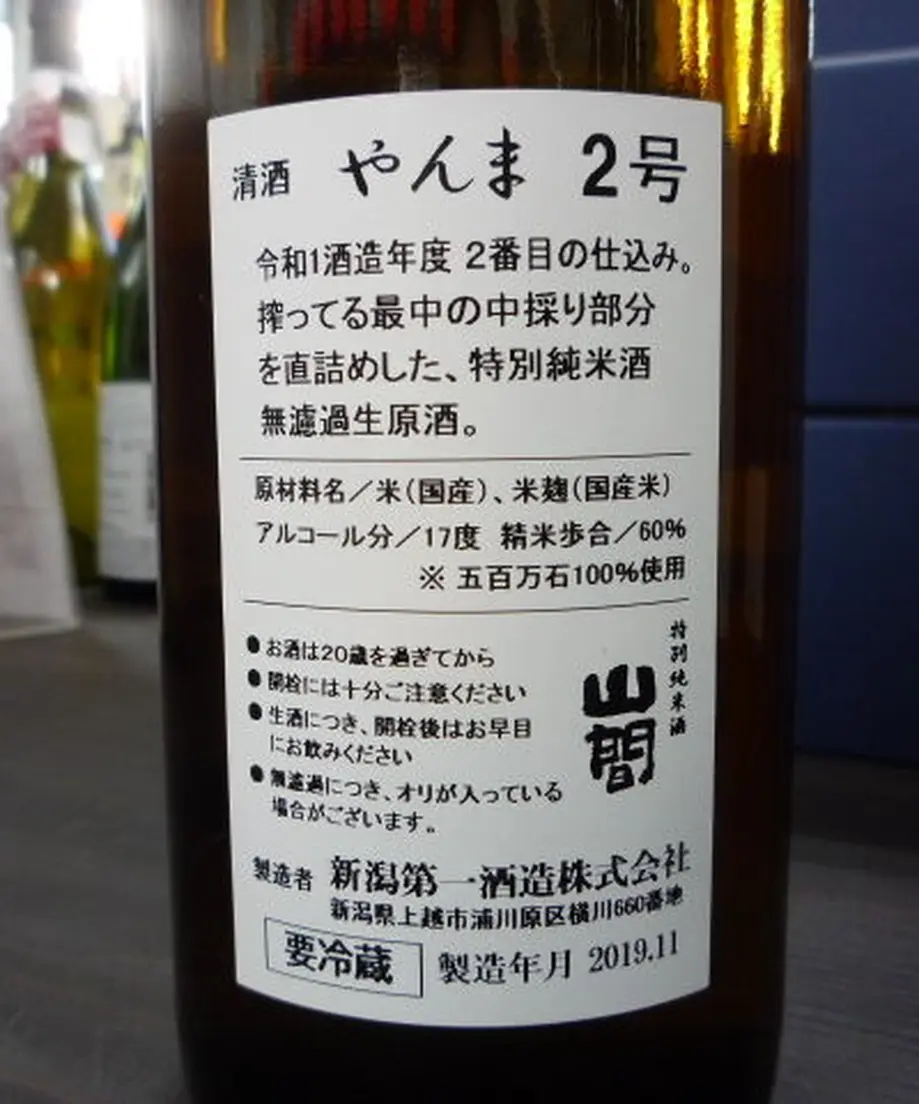 清酒 やんま 2号
令和1酒造年度 2番目の仕込み。
搾ってる最中の中採り部分
を直詰めした、特別純米酒
無濾過生原酒。
原材料名／米(国産)、米麹(国産米)
アルコール分／17度 精米歩合／60%
※ 五百万石100%使用
●お酒は20歳を過ぎてから
●開栓には十分ご注意ください
●生酒につき、開栓後はお早目
にお飲みください
●無濾過につき、オリが入っている
場合がございます。
特別純米酒
山間
製造者 新潟第一酒造株式会社
新潟県上越市浦川原区横川660番地
要冷蔵 製造年月 2019.11